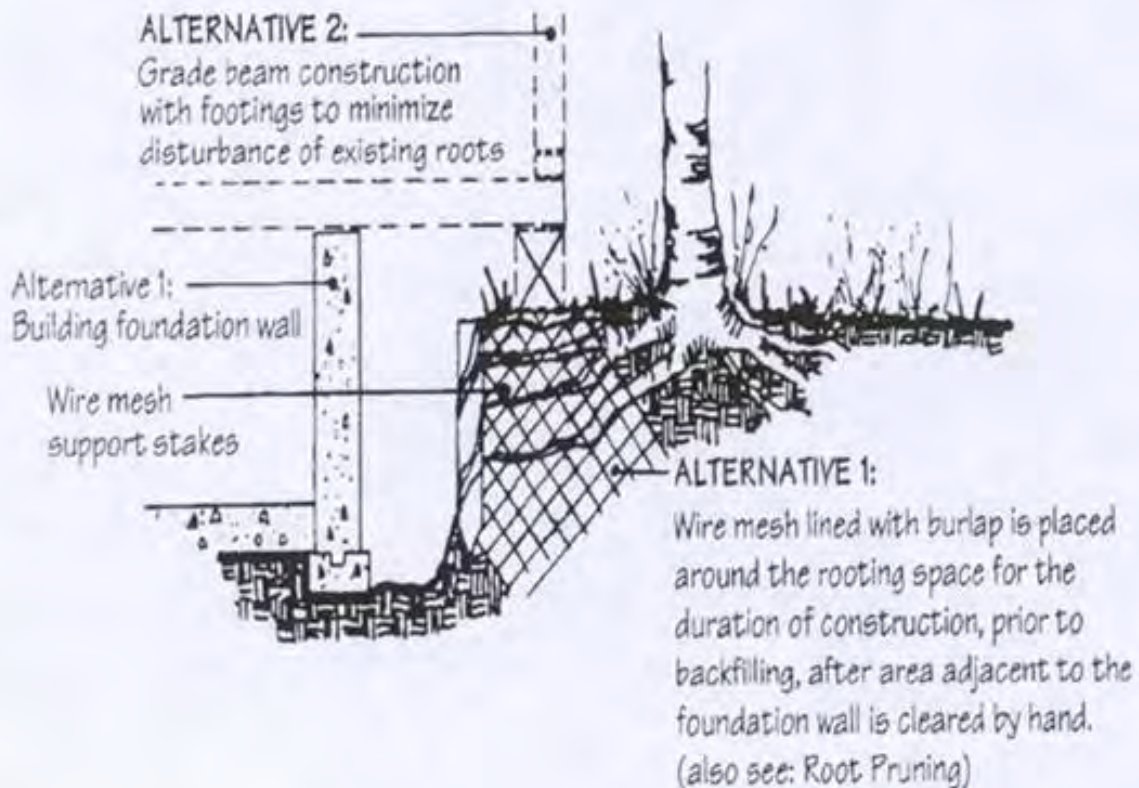 ALTERNATIVE 2:
Grade beam construction
with footings to minimize
disturbance of existing roots
Alternative 1:
Building foundation wall
Wire mesh
support stakes
ALTERNATIVE 1:
Wire mesh lined with burlap is placed
around the rooting space for the
duration of construction, prior to
backfilling, after area adjacent to the
foundation wall is cleared by hand.
(also see: Root Pruning)